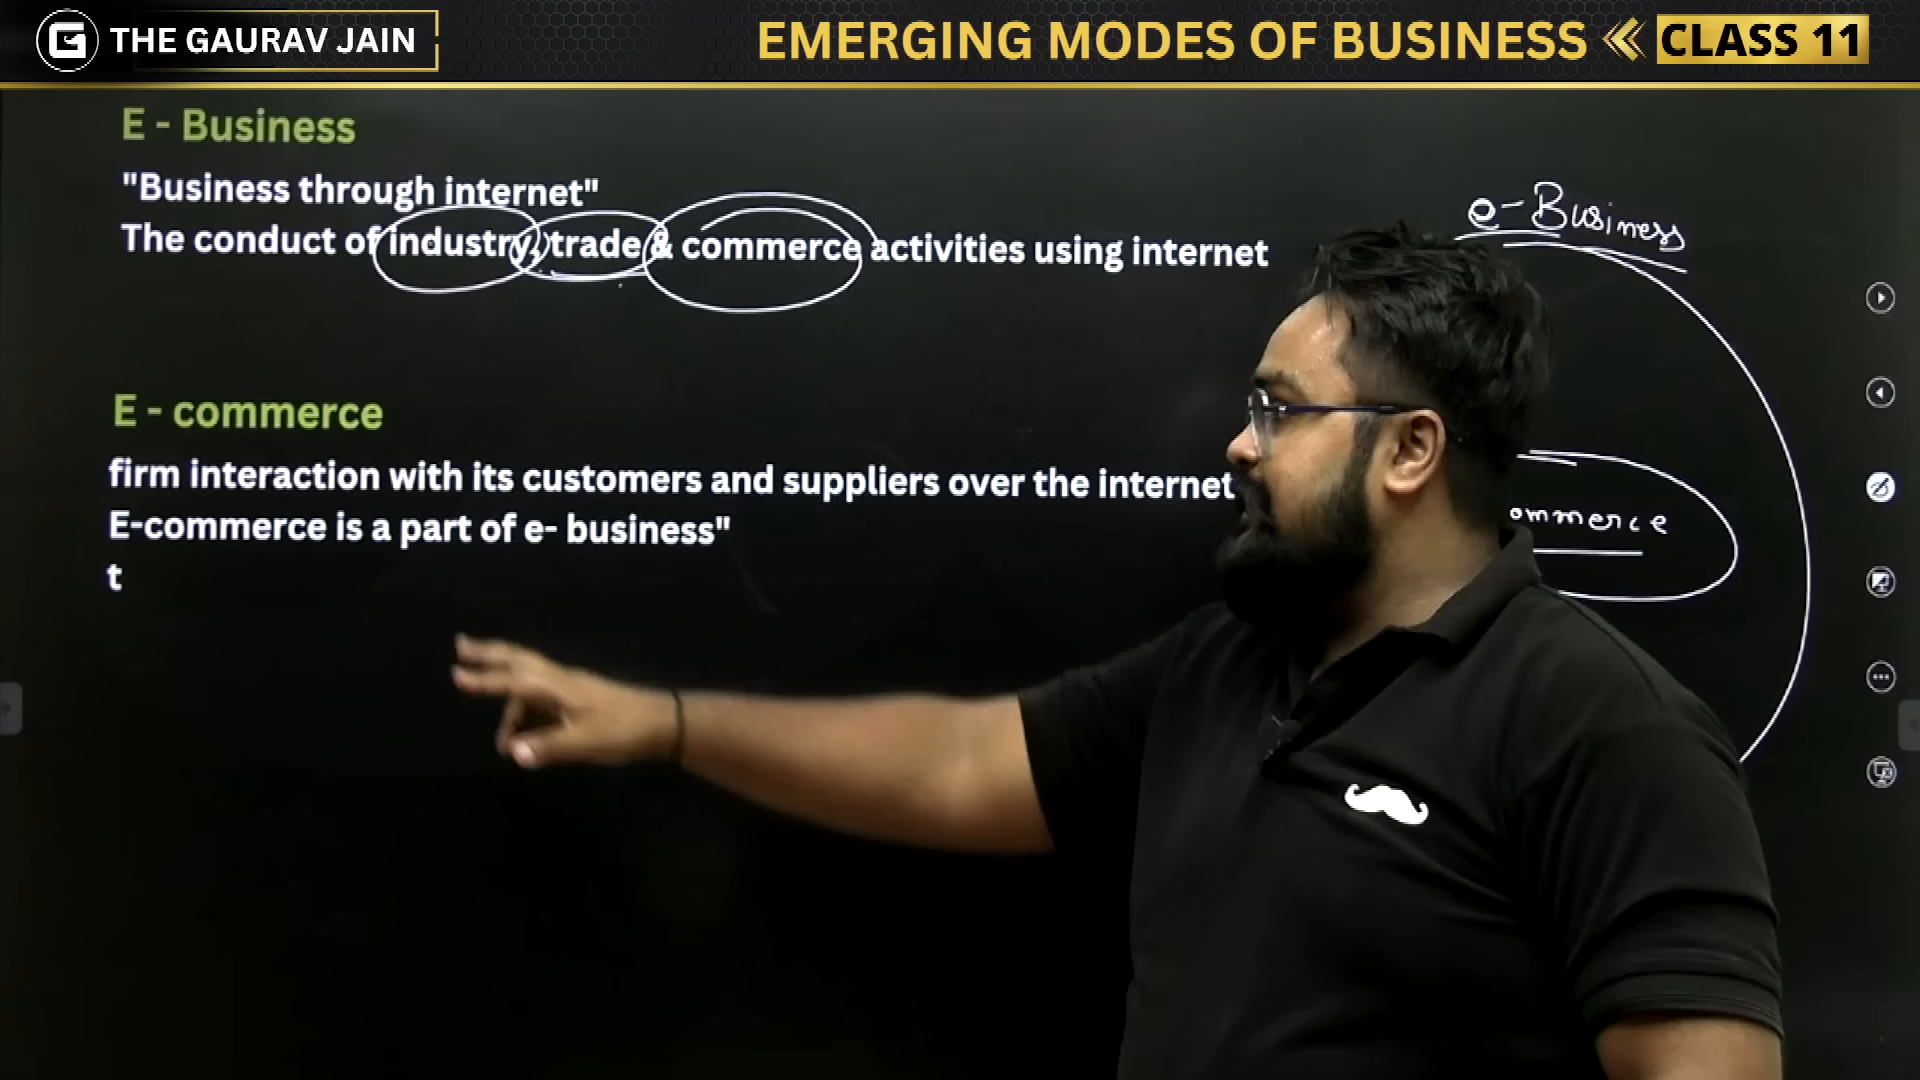 G THE GAURAV JAIN
EMERGING MODES OF BUSINESS
CLASS 11
E - Business
"Business through internet"
The conduct of industry, trade & commerce activities using internet
e-Business
E - commerce
firm interaction with its customers and suppliers over the internet
E-commerce is a part of e- business"
t
ommerce